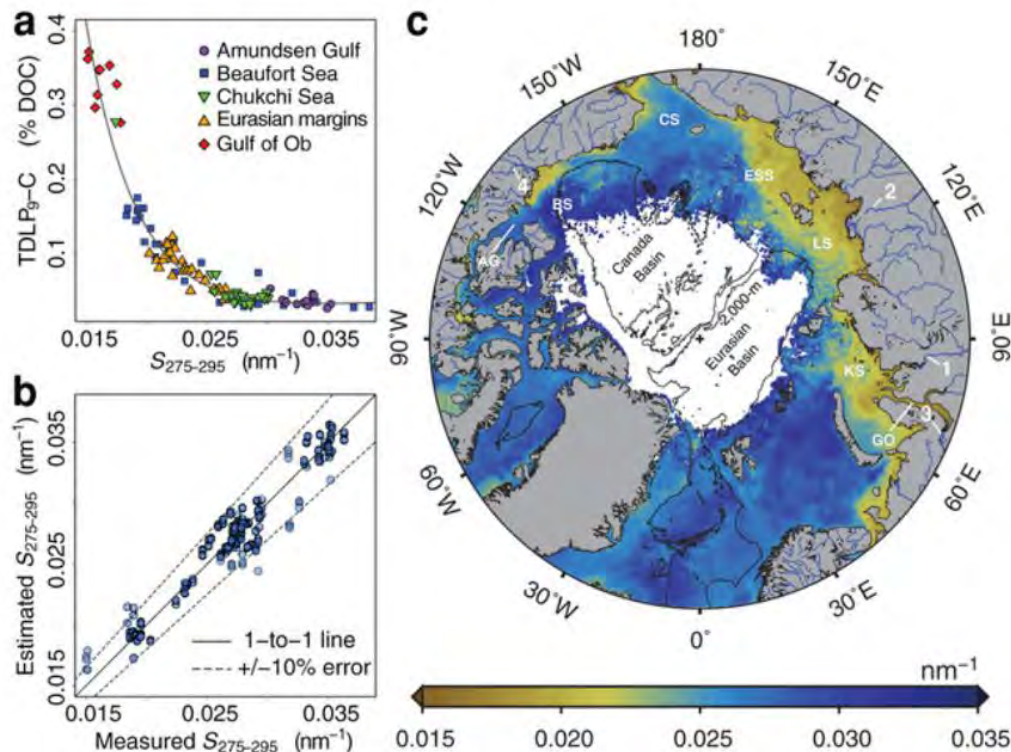 a
TDLP9-C (% DOC)
0.4
0.3
0.2
0.1
Amundsen Gulf
Beaufort Sea
Chukchi Sea
Eurasian margins
Gulf of Ob
0.015 0.020 0.025 0.030 0.035
S275-295 (nm−1)
b
Estimated S275-295 (nm−1)
0.035
0.025
0.015
1-to-1 line
+/-10% error
0.015 0.025 0.035
Measured S275-295 (nm−1)
c
180°
150°W
150°E
120°W
120°E
90°W
90°E
60°W
60°E
30°W
30°E
0°
CS
ESS
4
BS
2
AG
LS
Canada
Basin
2,000-m
Eurasian
Basin
KS
1
3
GO
nm−1
0.015 0.020 0.025 0.030 0.035